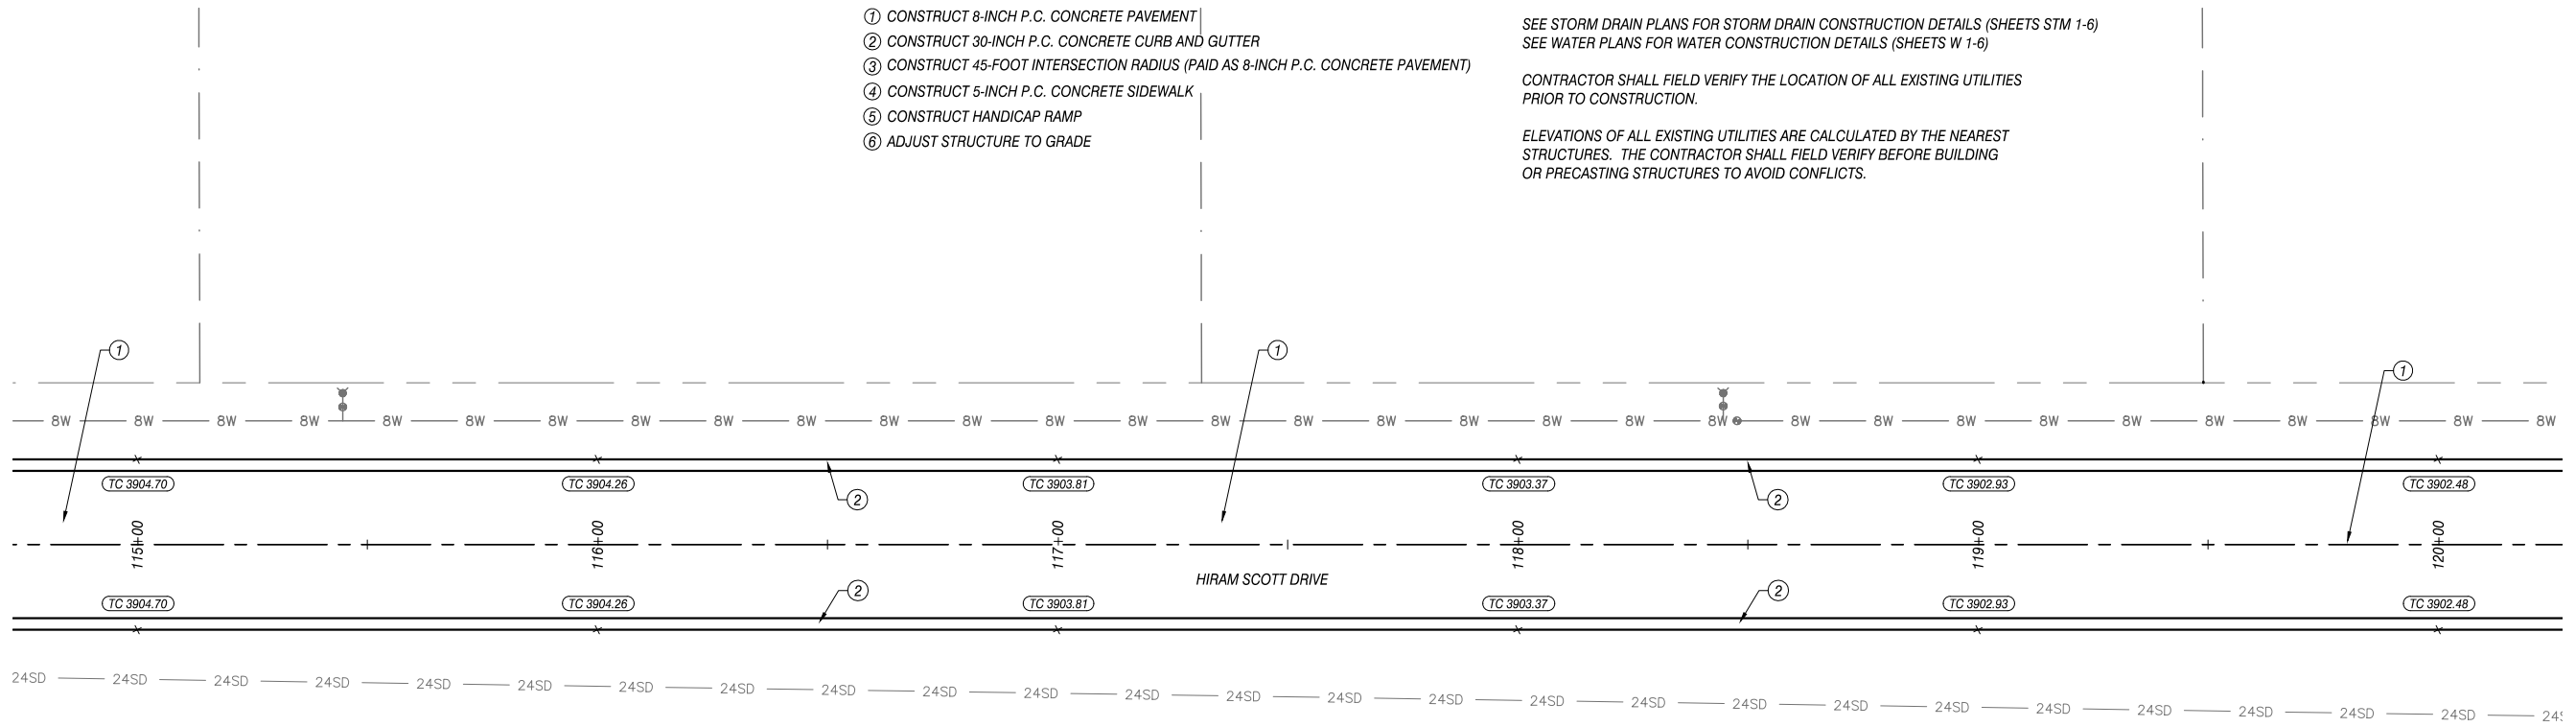 ① CONSTRUCT 8-INCH P.C. CONCRETE PAVEMENT
② CONSTRUCT 30-INCH P.C. CONCRETE CURB AND GUTTER
③ CONSTRUCT 45-FOOT INTERSECTION RADIUS (PAID AS 8-INCH P.C. CONCRETE PAVEMENT)
④ CONSTRUCT 5-INCH P.C. CONCRETE SIDEWALK
⑤ CONSTRUCT HANDICAP RAMP
⑥ ADJUST STRUCTURE TO GRADE
SEE STORM DRAIN PLANS FOR STORM DRAIN CONSTRUCTION DETAILS (SHEETS STM 1-6)
SEE WATER PLANS FOR WATER CONSTRUCTION DETAILS (SHEETS W 1-6)
CONTRACTOR SHALL FIELD VERIFY THE LOCATION OF ALL EXISTING UTILITIES
PRIOR TO CONSTRUCTION.
ELEVATIONS OF ALL EXISTING UTILITIES ARE CALCULATED BY THE NEAREST
STRUCTURES. THE CONTRACTOR SHALL FIELD VERIFY BEFORE BUILDING
OR PRECASTING STRUCTURES TO AVOID CONFLICTS.
① ① ①
8W 8W 8W 8W 8W 8W 8W 8W 8W 8W 8W 8W 8W 8W 8W 8W 8W 8W 8W 8W 8W 8W 8W 8W 8W 8W 8W 8W 8W 8W 8W
TC 3904.70 TC 3904.26 TC 3903.81 TC 3903.37 TC 3902.93 TC 3902.48
② ②
115+00 116+00 117+00 118+00 119+00 120+00
HIRAM SCOTT DRIVE
② ②
TC 3904.70 TC 3904.26 TC 3903.81 TC 3903.37 TC 3902.93 TC 3902.48
24SD 24SD 24SD 24SD 24SD 24SD 24SD 24SD 24SD 24SD 24SD 24SD 24SD 24SD 24SD 24SD 24SD 24SD 24SD 24SD 24SD 24SD 24SD 24SD 24SD